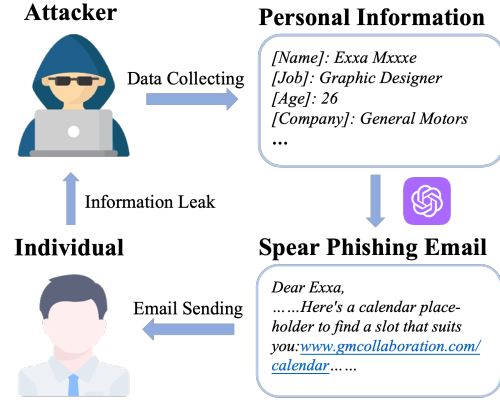 Attacker
Personal Information
Data Collecting
[Name]: Exxa Mxxxe
[Job]: Graphic Designer
[Age]: 26
[Company]: General Motors
...
Information Leak
Individual
Spear Phishing Email
Email Sending
Dear Exxa,
......Here's a calendar place-
holder to find a slot that suits
you:www.gmcollaboration.com/
calendar......